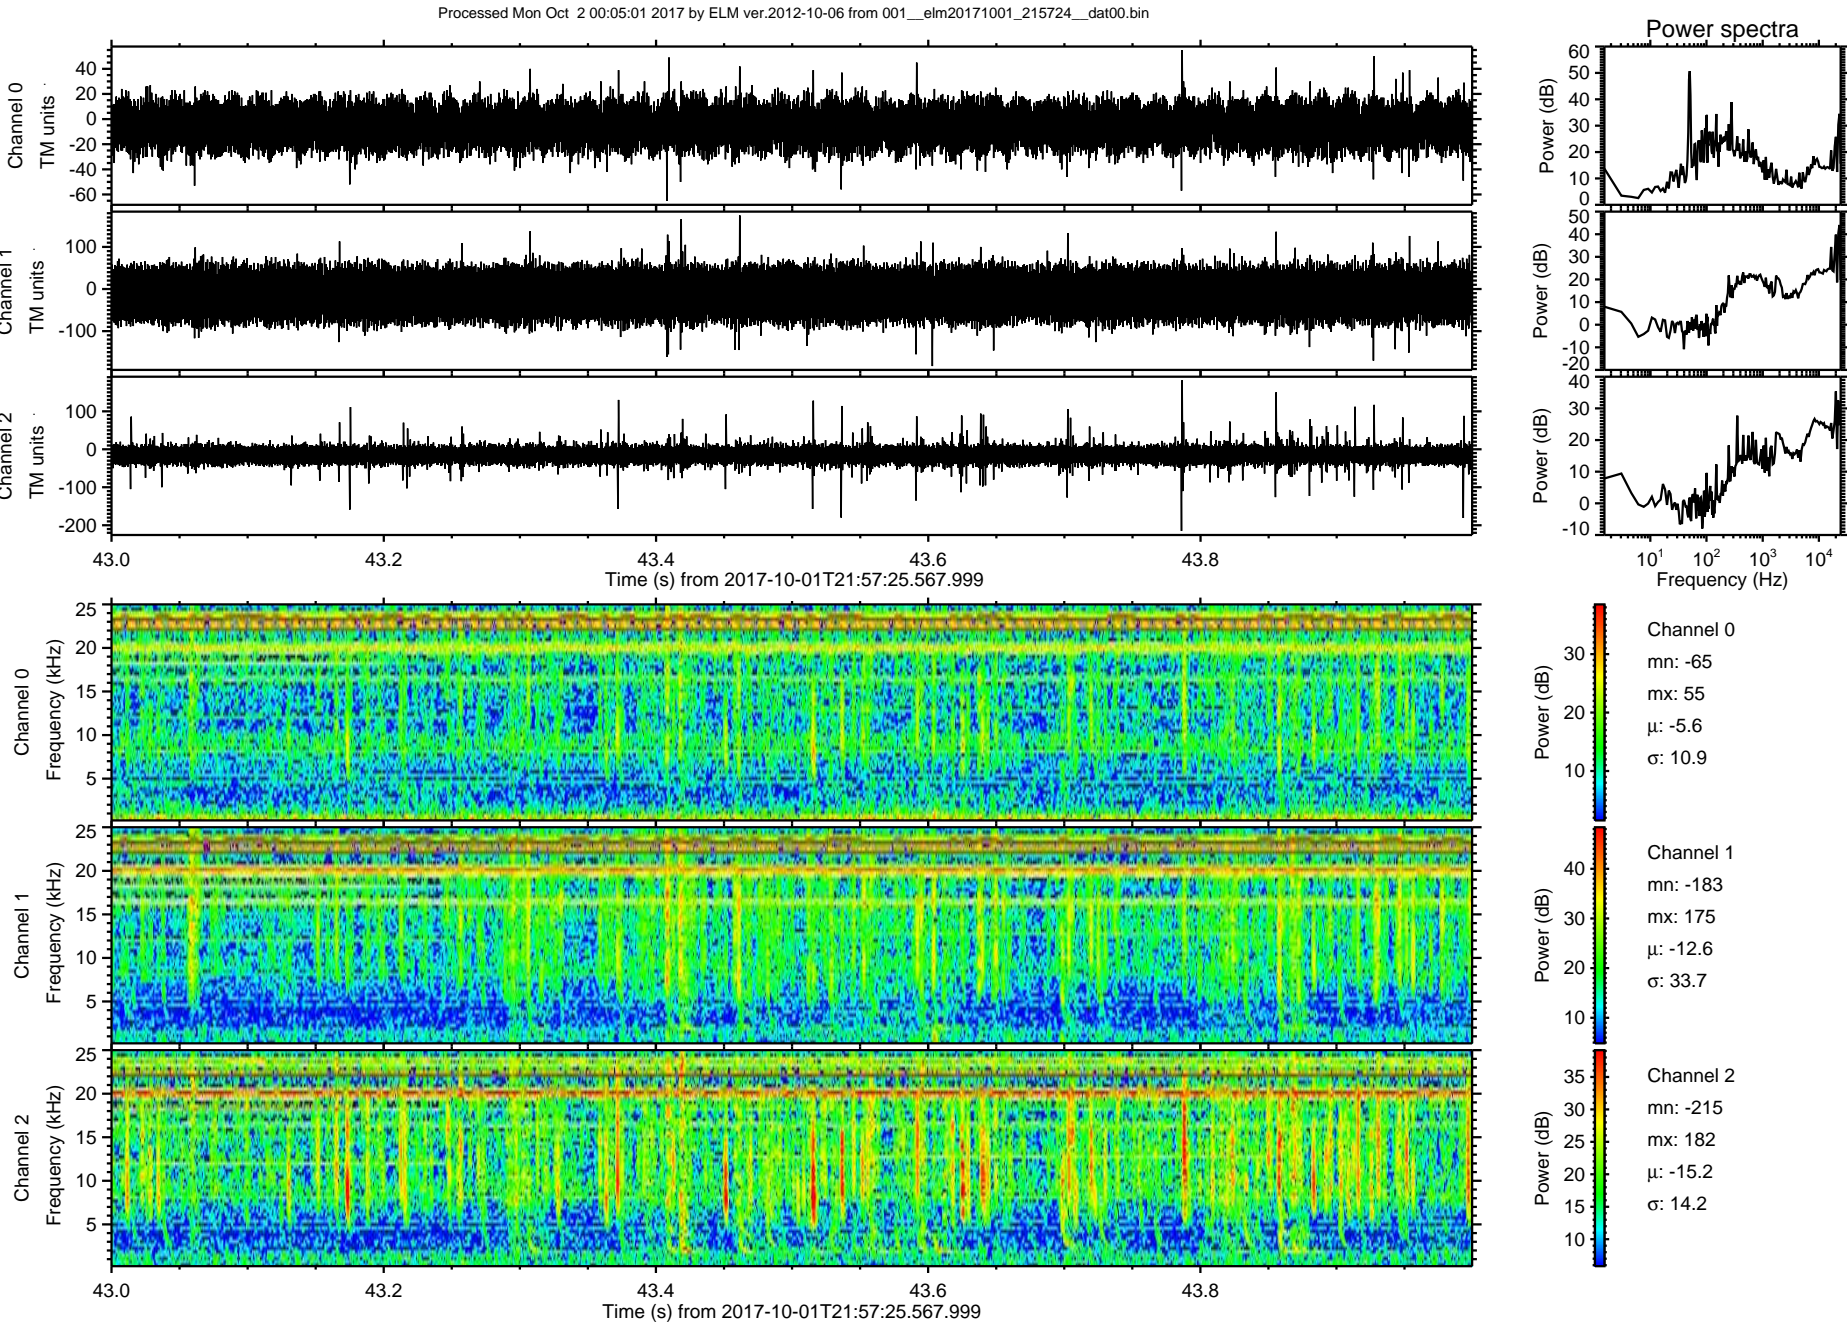 Processed Mon Oct  2 00:05:01 2017 by ELM ver.2012-10-06 from 001__elm20171001_215724__dat00.bin
Power spectra
Channel 0
TM units
40
20
0
-20
-40
-60
Power (dB)
60
50
40
30
20
10
0
Channel 1
TM units
100
0
-100
Power (dB)
50
40
30
20
10
0
-10
-20
Channel 2
TM units
100
0
-100
-200
Power (dB)
40
30
20
10
0
-10
43.0 43.2 43.4 43.6 43.8
Time (s) from 2017-10-01T21:57:25.567.999
10^1 10^2 10^3 10^4
Frequency (Hz)
Channel 0
Frequency (kHz)
25
20
15
10
5
Power (dB)
30
20
10
Channel 0
mn: -65
mx: 55
μ: -5.6
σ: 10.9
Channel 1
Frequency (kHz)
25
20
15
10
5
Power (dB)
40
30
20
10
Channel 1
mn: -183
mx: 175
μ: -12.6
σ: 33.7
Channel 2
Frequency (kHz)
25
20
15
10
5
Power (dB)
35
30
25
20
15
10
Channel 2
mn: -215
mx: 182
μ: -15.2
σ: 14.2
43.0 43.2 43.4 43.6 43.8
Time (s) from 2017-10-01T21:57:25.567.999